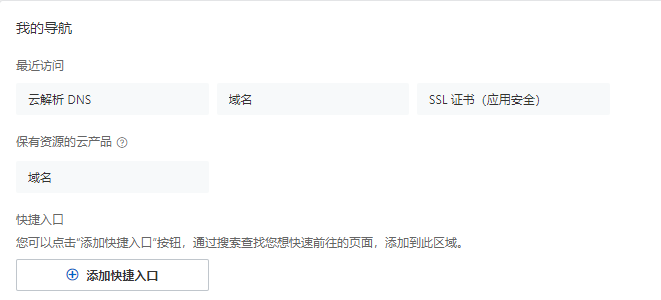 我的导航
最近访问
云解析 DNS
域名
SSL 证书（应用安全）
保有资源的云产品
域名
快捷入口
您可以点击“添加快捷入口”按钮，通过搜索查找您想快速前往的页面，添加到此区域。
添加快捷入口